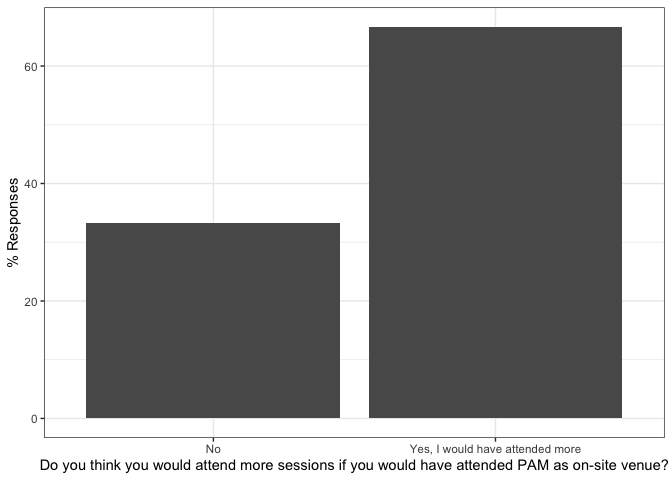 % Responses
60
40
20
0
No
Yes, I would have attended more
Do you think you would attend more sessions if you would have attended PAM as on-site venue?